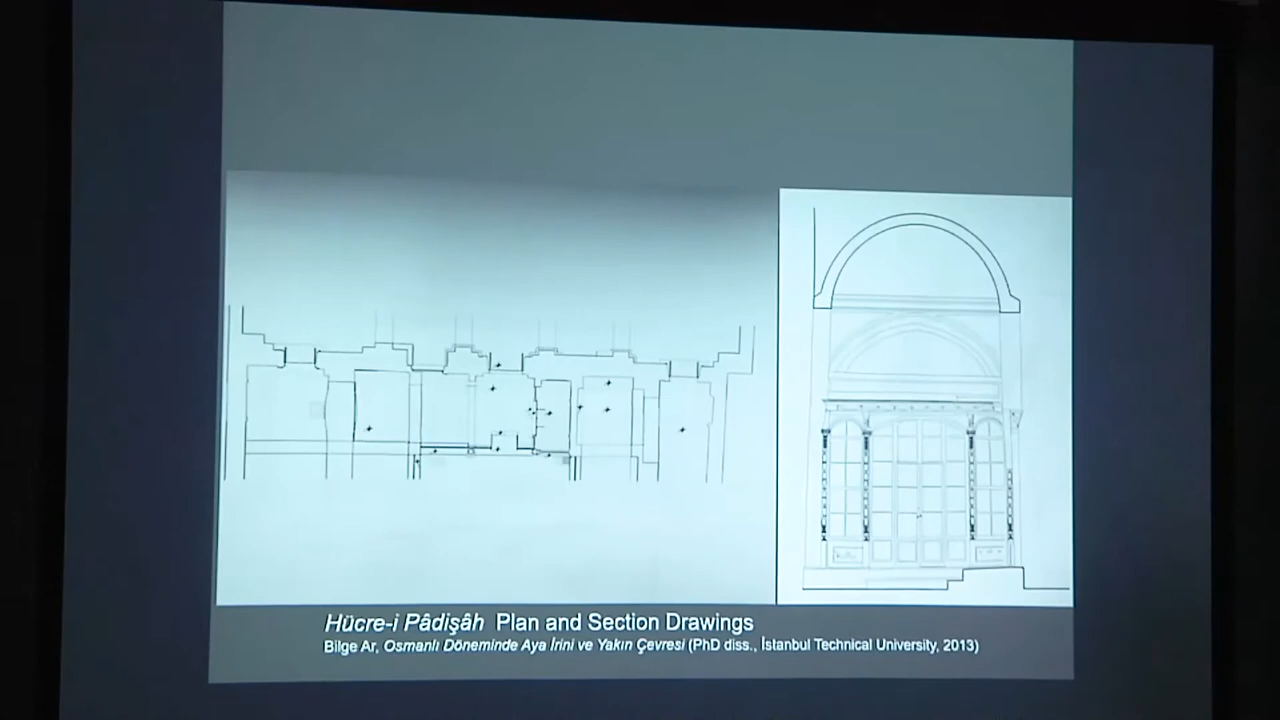 Hücre-i Pâdişâh Plan and Section Drawings
Bilge Ar, Osmanlı Döneminde Aya İrini ve Yakın Çevresi (PhD diss., İstanbul Technical University, 2013)